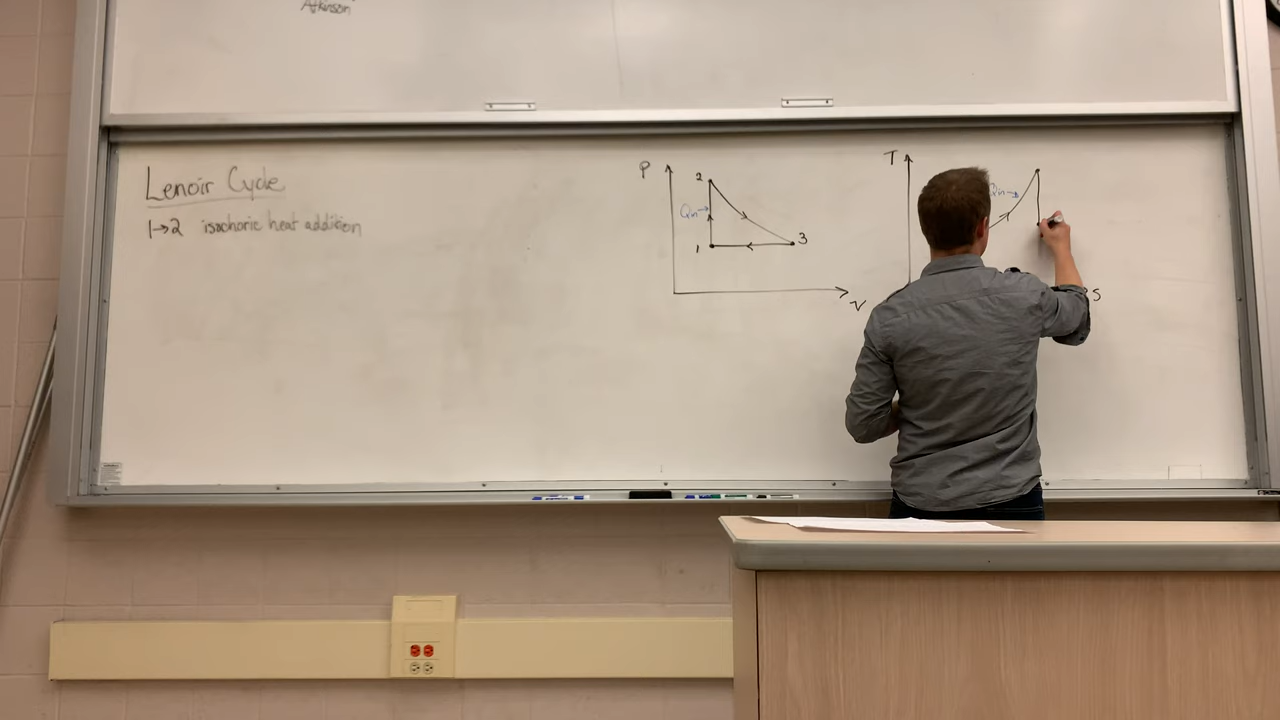 Atkinson
Lenoir Cycle
1→2 isochoric heat addition
P
2
Qin→
1
3
V
T
Qin→
S